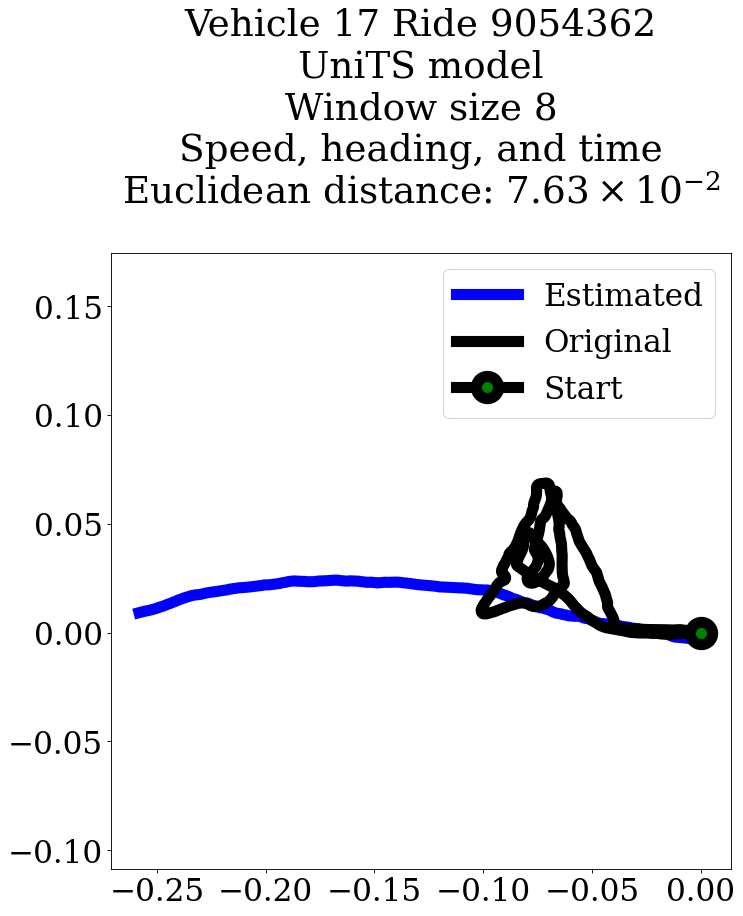 Vehicle 17 Ride 9054362
UniTS model
Window size 8
Speed, heading, and time
Euclidean distance: 7.63 × 10⁻²
Estimated
Original
Start
0.15
0.10
0.05
0.00
−0.05
−0.10
−0.25 −0.20 −0.15 −0.10 −0.05 0.00